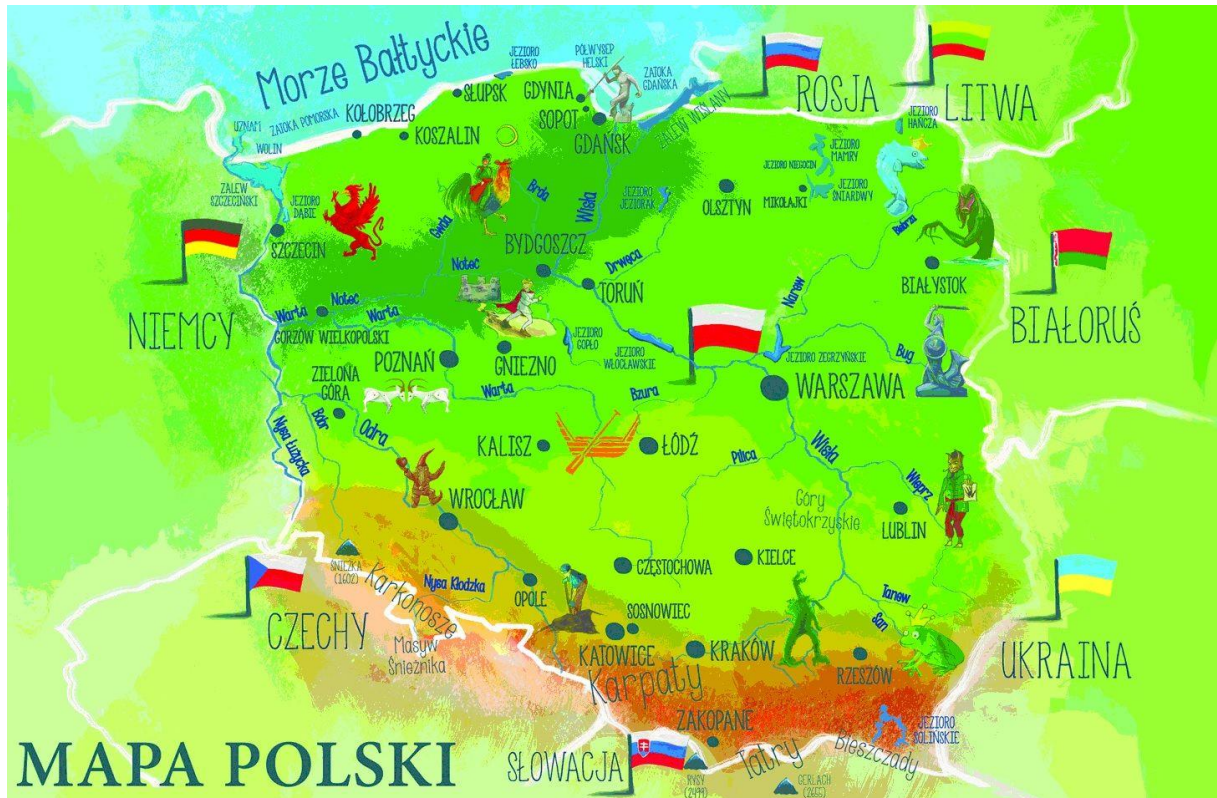 Morze Bałtyckie
JEZIORO
ŁEBSKO
PÓŁWYSEP
HELSKI
ZATOKA
GDAŃSKA
ROSJA
LITWA
SŁUPSK
GDYNIA
SOPOT
GDAŃSK
ZALEW WIŚLANY
UZNAM
ZATOKA POMORSKA
WOLIN
KOŁOBRZEG
KOSZALIN
JEZIORO
HAŃCZA
JEZIORO
MAMRY
JEZIORO NIEGOCIN
JEZIORO
ŚNIARDWY
MIKOŁAJKI
OLSZTYN
JEZIORO
JEZIORAK
ZALEW
SZCZECIŃSKI
JEZIORO
DĄBIE
SZCZECIN
Gwda
Brda
Wisła
BYDGOSZCZ
Drwęca
Biebrza
BIAŁYSTOK
Noteć
TORUŃ
Narew
NIEMCY
BIAŁORUŚ
Warta
Noteć
Warta
GORZÓW WIELKOPOLSKI
POZNAŃ
GNIEZNO
JEZIORO
GOPŁO
JEZIORO
WŁOCŁAWSKIE
JEZIORO ZEGRZYŃSKIE
Bug
WARSZAWA
ZIELONA
GÓRA
Warta
Bzura
Nysa Łużycka
Bóbr
Odra
KALISZ
ŁÓDŹ
Pilica
Wisła
Wieprz
WROCŁAW
Góry
Świętokrzyskie
LUBLIN
ŚNIEŻKA
(1602)
Karkonosze
Nysa Kłodzka
OPOLE
CZĘSTOCHOWA
KIELCE
Tanew
San
CZECHY
Masyw
Śnieżnika
SOSNOWIEC
KATOWICE
KRAKÓW
RZESZÓW
UKRAINA
Karpaty
ZAKOPANE
JEZIORO
SOLIŃSKIE
MAPA POLSKI
SŁOWACJA
RYSY
(2499)
Tatry
GERLACH
(2655)
Bieszczady